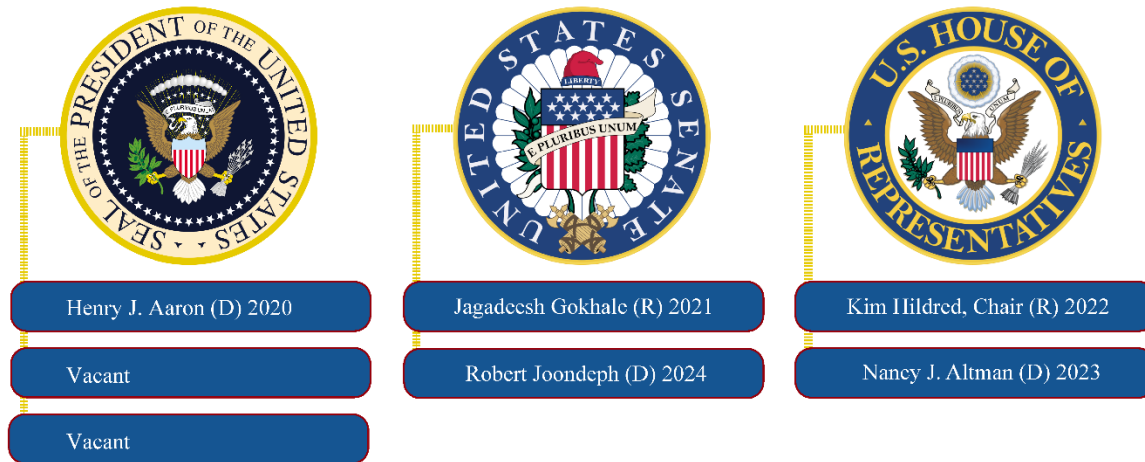 SEAL OF THE PRESIDENT OF THE UNITED STATES
E PLURIBUS UNUM
Henry J. Aaron (D) 2020
Vacant
Vacant
UNITED STATES SENATE
LIBERTY
E PLURIBUS UNUM
Jagadeesh Gokhale (R) 2021
Robert Joondeph (D) 2024
U.S. HOUSE OF REPRESENTATIVES
E PLURIBUS UNUM
Kim Hildred, Chair (R) 2022
Nancy J. Altman (D) 2023